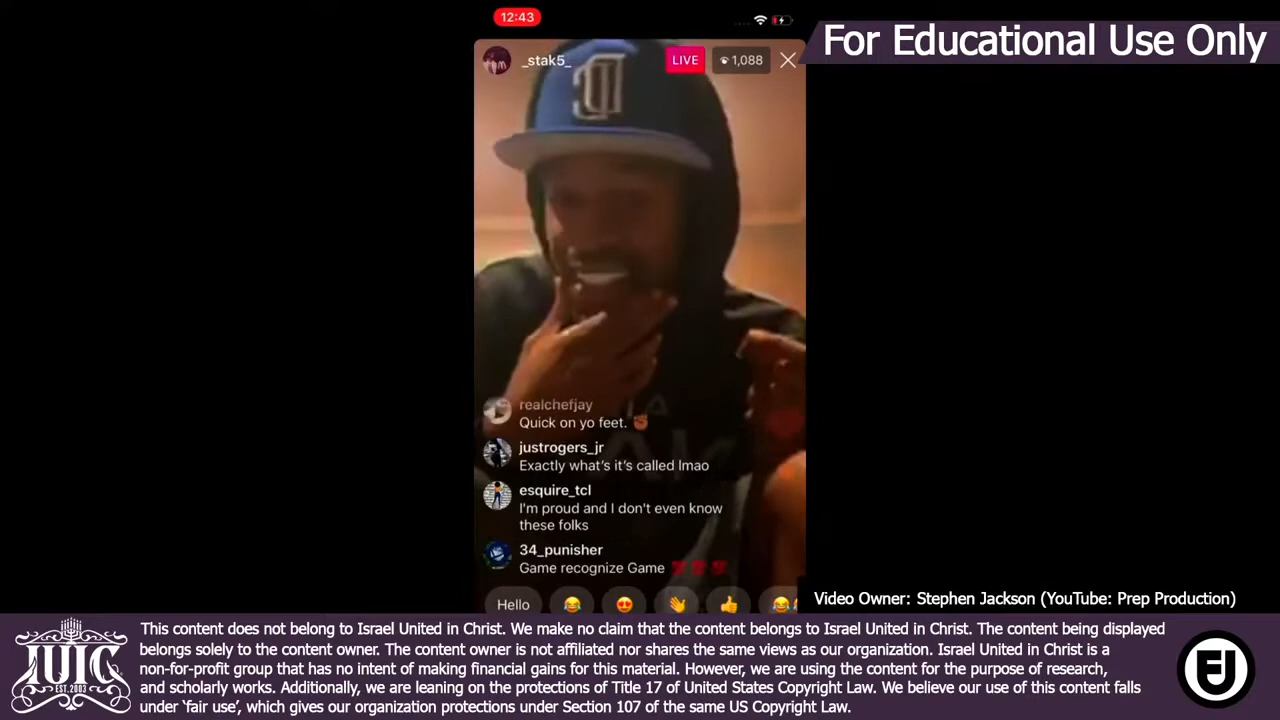 12:43
For Educational Use Only
_stak5_
LIVE
1,088
realchefjay
Quick on yo feet.
justrogers_jr
Exactly what's it's called lmao
esquire_tcl
I'm proud and I don't even know
these folks
34_punisher
Game recognize Game
Hello
Video Owner: Stephen Jackson (YouTube: Prep Production)
This content does not belong to Israel United in Christ. We make no claim that the content belongs to Israel United in Christ. The content being displayed
belongs solely to the content owner. The content owner is not affiliated nor shares the same views as our organization. Israel United in Christ is a
non-for-profit group that has no intent of making financial gains for this material. However, we are using the content for the purpose of research,
and scholarly works. Additionally, we are leaning on the protections of Title 17 of United States Copyright Law. We believe our use of this content falls
under 'fair use', which gives our organization protections under Section 107 of the same US Copyright Law.
IUIC
EST.2003